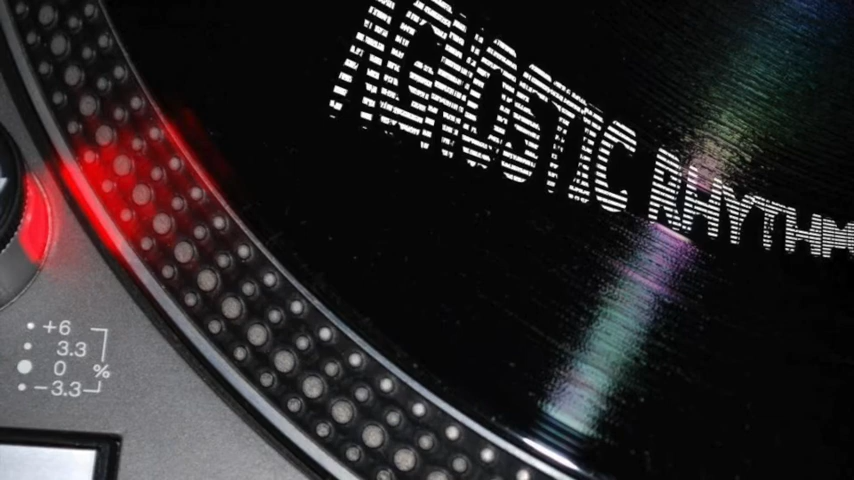 AGNOSTIC RHYTHM
+6
3.3
0 %
-3.3